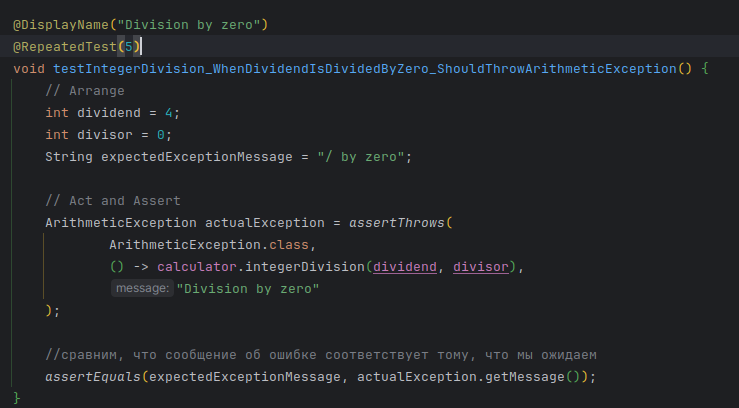 @DisplayName("Division by zero")
@RepeatedTest(5)
void testIntegerDivision_WhenDividendIsDividedByZero_ShouldThrowArithmeticException() {
    // Arrange
    int dividend = 4;
    int divisor = 0;
    String expectedExceptionMessage = "/ by zero";

    // Act and Assert
    ArithmeticException actualException = assertThrows(
            ArithmeticException.class,
            () -> calculator.integerDivision(dividend, divisor),
            message: "Division by zero"
    );

    //сравним, что сообщение об ошибке соответствует тому, что мы ожидаем
    assertEquals(expectedExceptionMessage, actualException.getMessage());
}